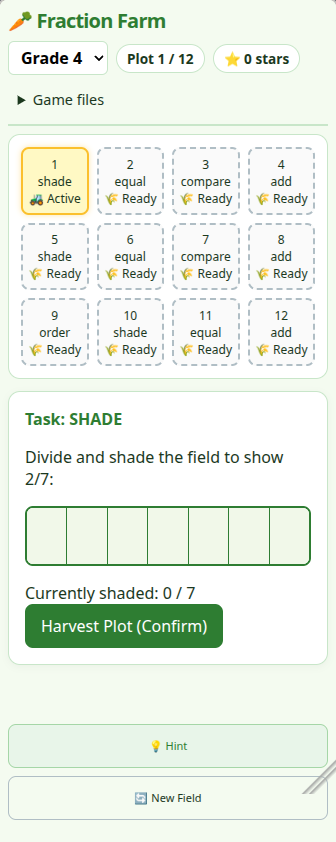 🥕 Fraction Farm
Grade 4
Plot 1 / 12
⭐ 0 stars
▶ Game files
1
shade
🚜 Active
2
equal
🌾 Ready
3
compare
🌾 Ready
4
add
🌾 Ready
5
shade
🌾 Ready
6
equal
🌾 Ready
7
compare
🌾 Ready
8
add
🌾 Ready
9
order
🌾 Ready
10
shade
🌾 Ready
11
equal
🌾 Ready
12
add
🌾 Ready
Task: SHADE
Divide and shade the field to show
2/7:
Currently shaded: 0 / 7
Harvest Plot (Confirm)
💡 Hint
🔄 New Field